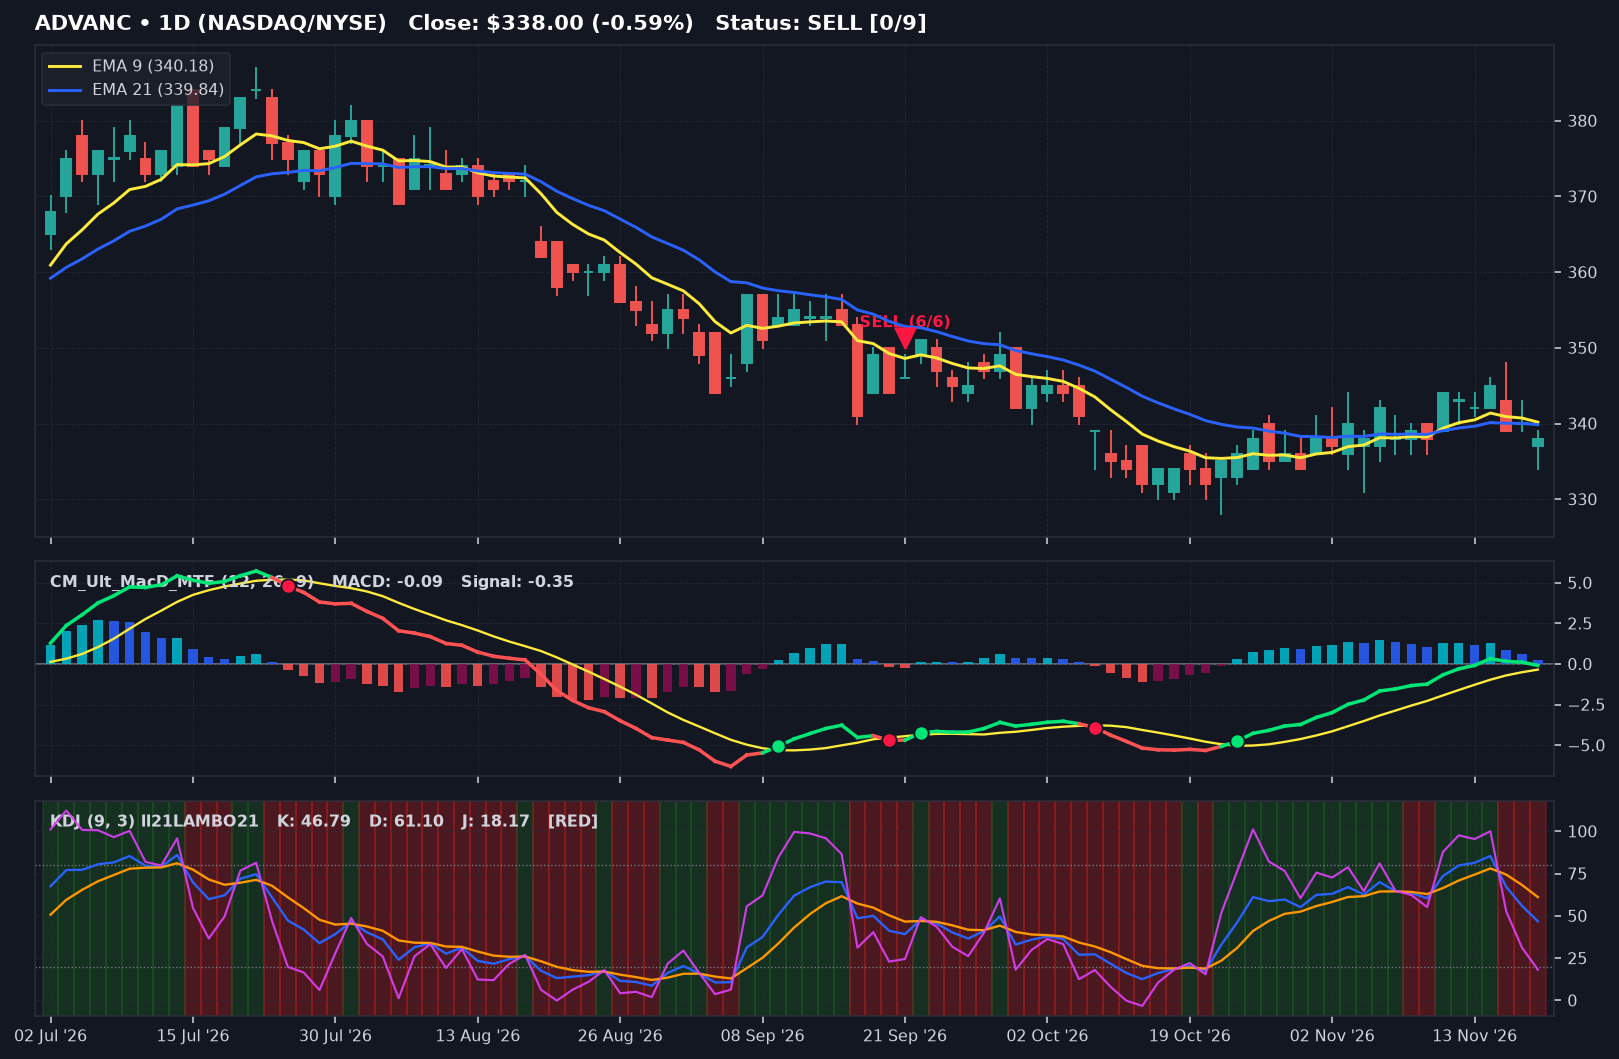 ADVANC • 1D (NASDAQ/NYSE)   Close: $338.00 (-0.59%)   Status: SELL [0/9]
EMA 9 (340.18)
EMA 21 (339.84)
380
370
360
350
340
330
SELL (6/6)
CM_Ult_MacD_MTF (12, 26, 9)   MACD: -0.09   Signal: -0.35
5.0
2.5
0.0
−2.5
−5.0
KDJ (9, 3) II21LAMBO21   K: 46.79   D: 61.10   J: 18.17   [RED]
100
75
50
25
0
02 Jul '26   15 Jul '26   30 Jul '26   13 Aug '26   26 Aug '26   08 Sep '26   21 Sep '26   02 Oct '26   19 Oct '26   02 Nov '26   13 Nov '26